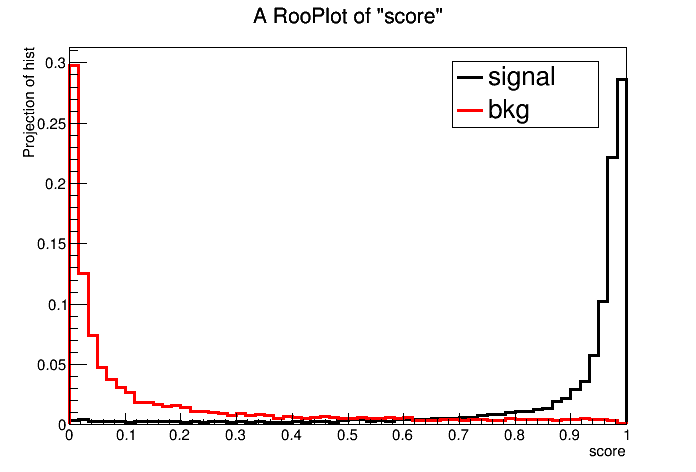 A RooPlot of "score"
Projection of hist
0.3
0.25
0.2
0.15
0.1
0.05
0
signal
bkg
0 0.1 0.2 0.3 0.4 0.5 0.6 0.7 0.8 0.9 1
score